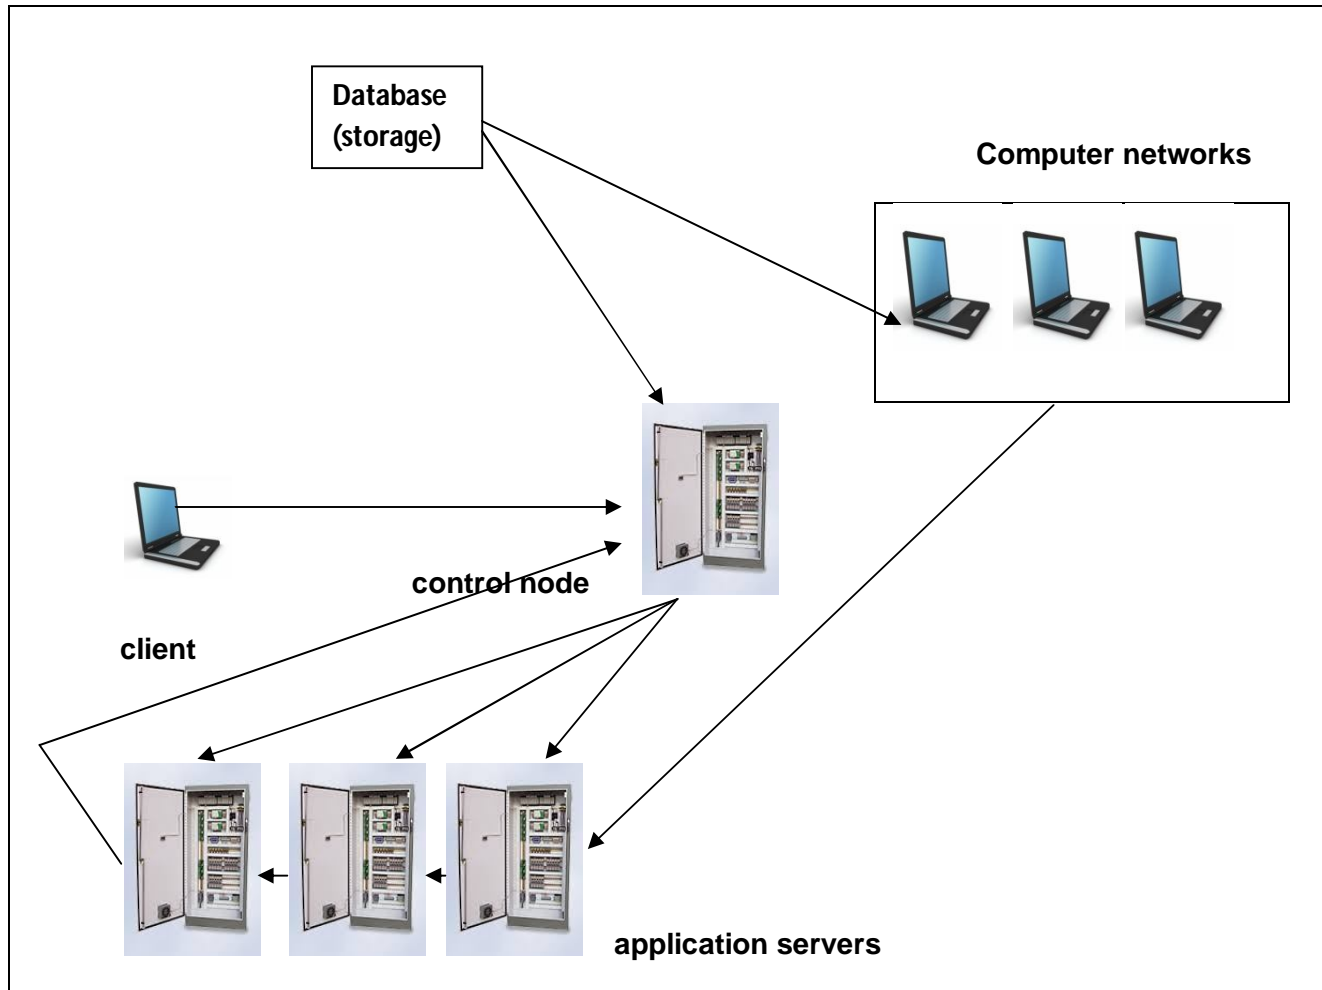 Database
(storage)
Computer networks
control node
client
application servers